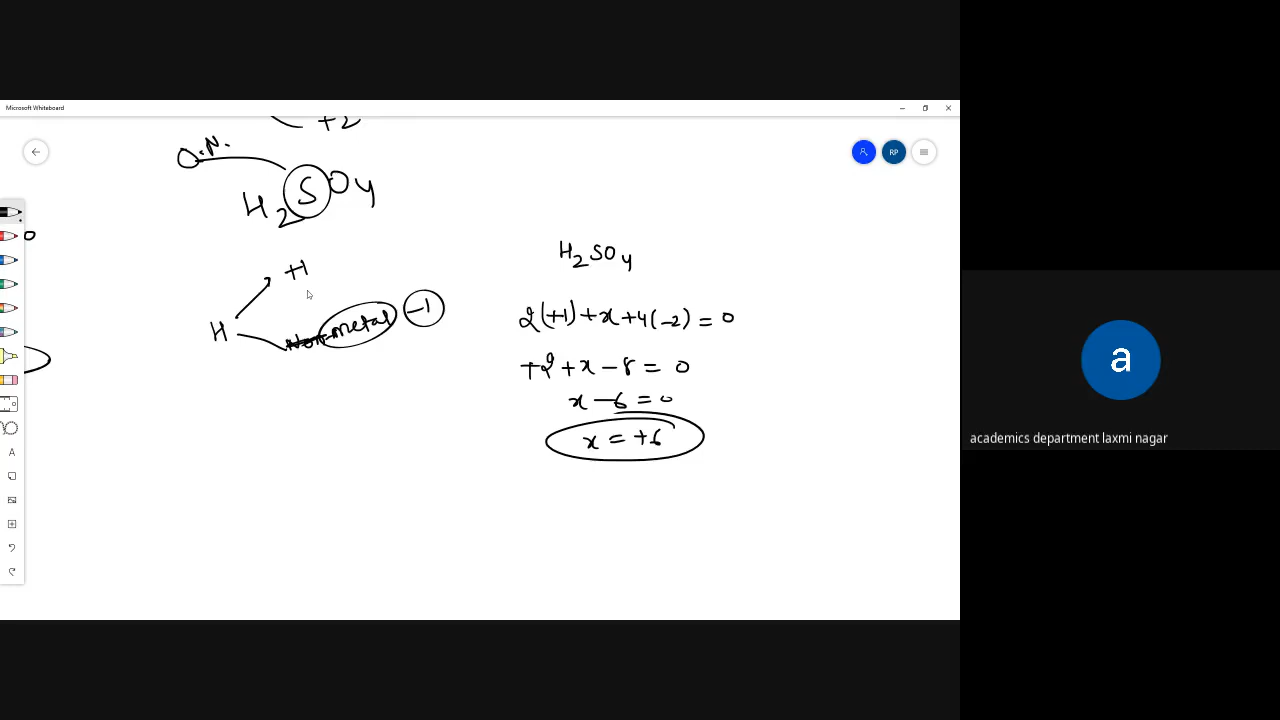 Microsoft Whiteboard
+2
O.N.
H2SO4
RP
H2SO4
+1
H
metal -1
2(+1)+x+4(-2) = 0
+2+x-8 = 0
x-6=0
x = +6
A
a
academics department laxmi nagar